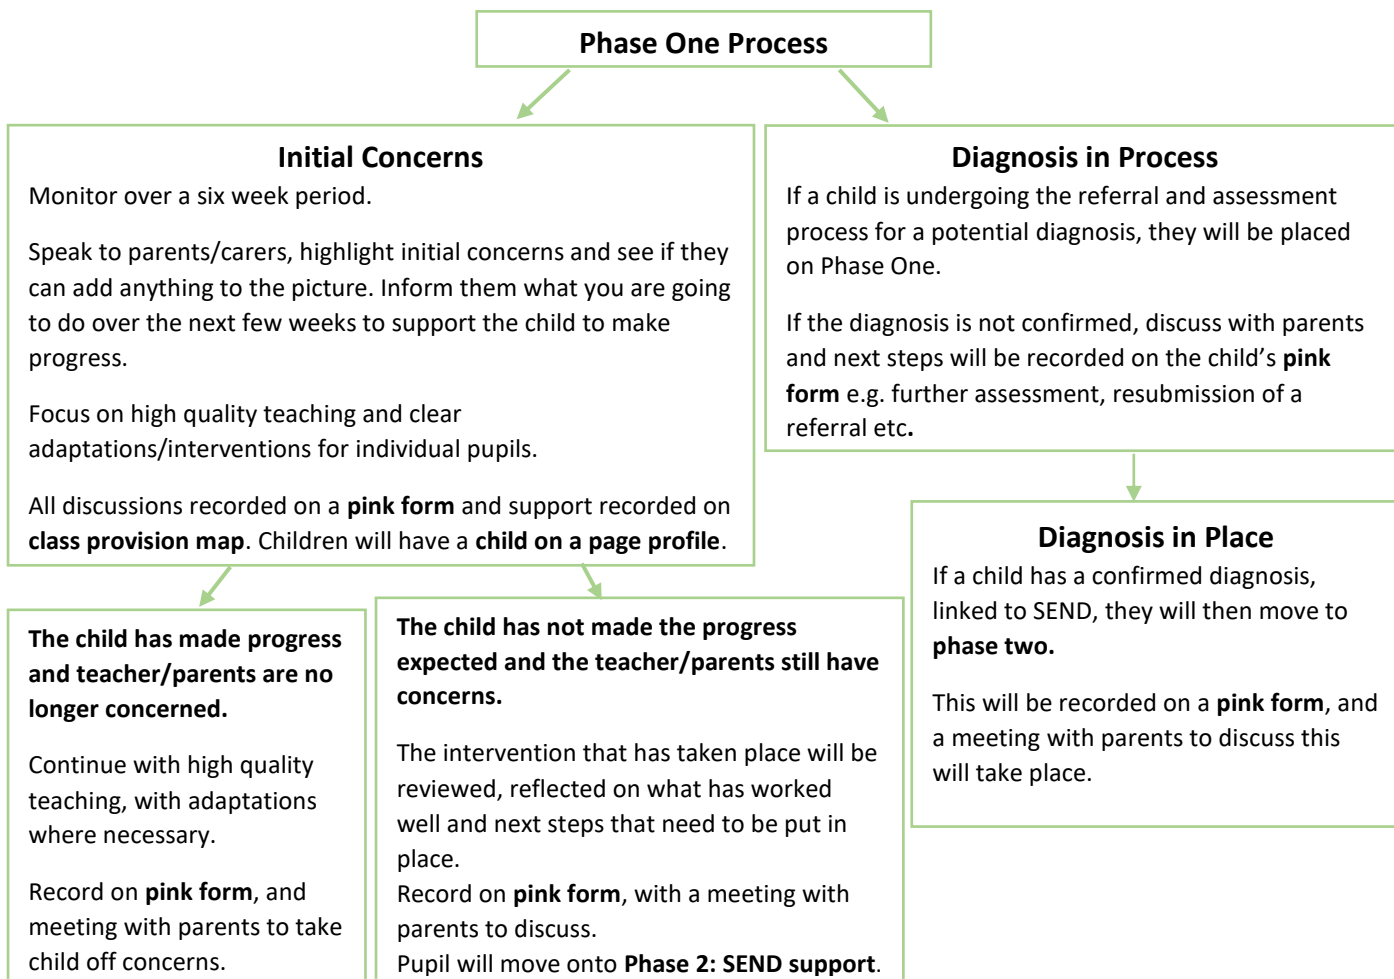 Phase One Process
Initial Concerns
Monitor over a six week period.
Speak to parents/carers, highlight initial concerns and see if they
can add anything to the picture. Inform them what you are going
to do over the next few weeks to support the child to make
progress.
Focus on high quality teaching and clear
adaptations/interventions for individual pupils.
All discussions recorded on a pink form and support recorded on
class provision map. Children will have a child on a page profile.
Diagnosis in Process
If a child is undergoing the referral and assessment
process for a potential diagnosis, they will be placed
on Phase One.
If the diagnosis is not confirmed, discuss with parents
and next steps will be recorded on the child’s pink
form e.g. further assessment, resubmission of a
referral etc.
The child has made progress
and teacher/parents are no
longer concerned.
Continue with high quality
teaching, with adaptations
where necessary.
Record on pink form, and
meeting with parents to take
child off concerns.
The child has not made the progress
expected and the teacher/parents still have
concerns.
The intervention that has taken place will be
reviewed, reflected on what has worked
well and next steps that need to be put in
place.
Record on pink form, with a meeting with
parents to discuss.
Pupil will move onto Phase 2: SEND support.
Diagnosis in Place
If a child has a confirmed diagnosis,
linked to SEND, they will then move to
phase two.
This will be recorded on a pink form, and
a meeting with parents to discuss this
will take place.